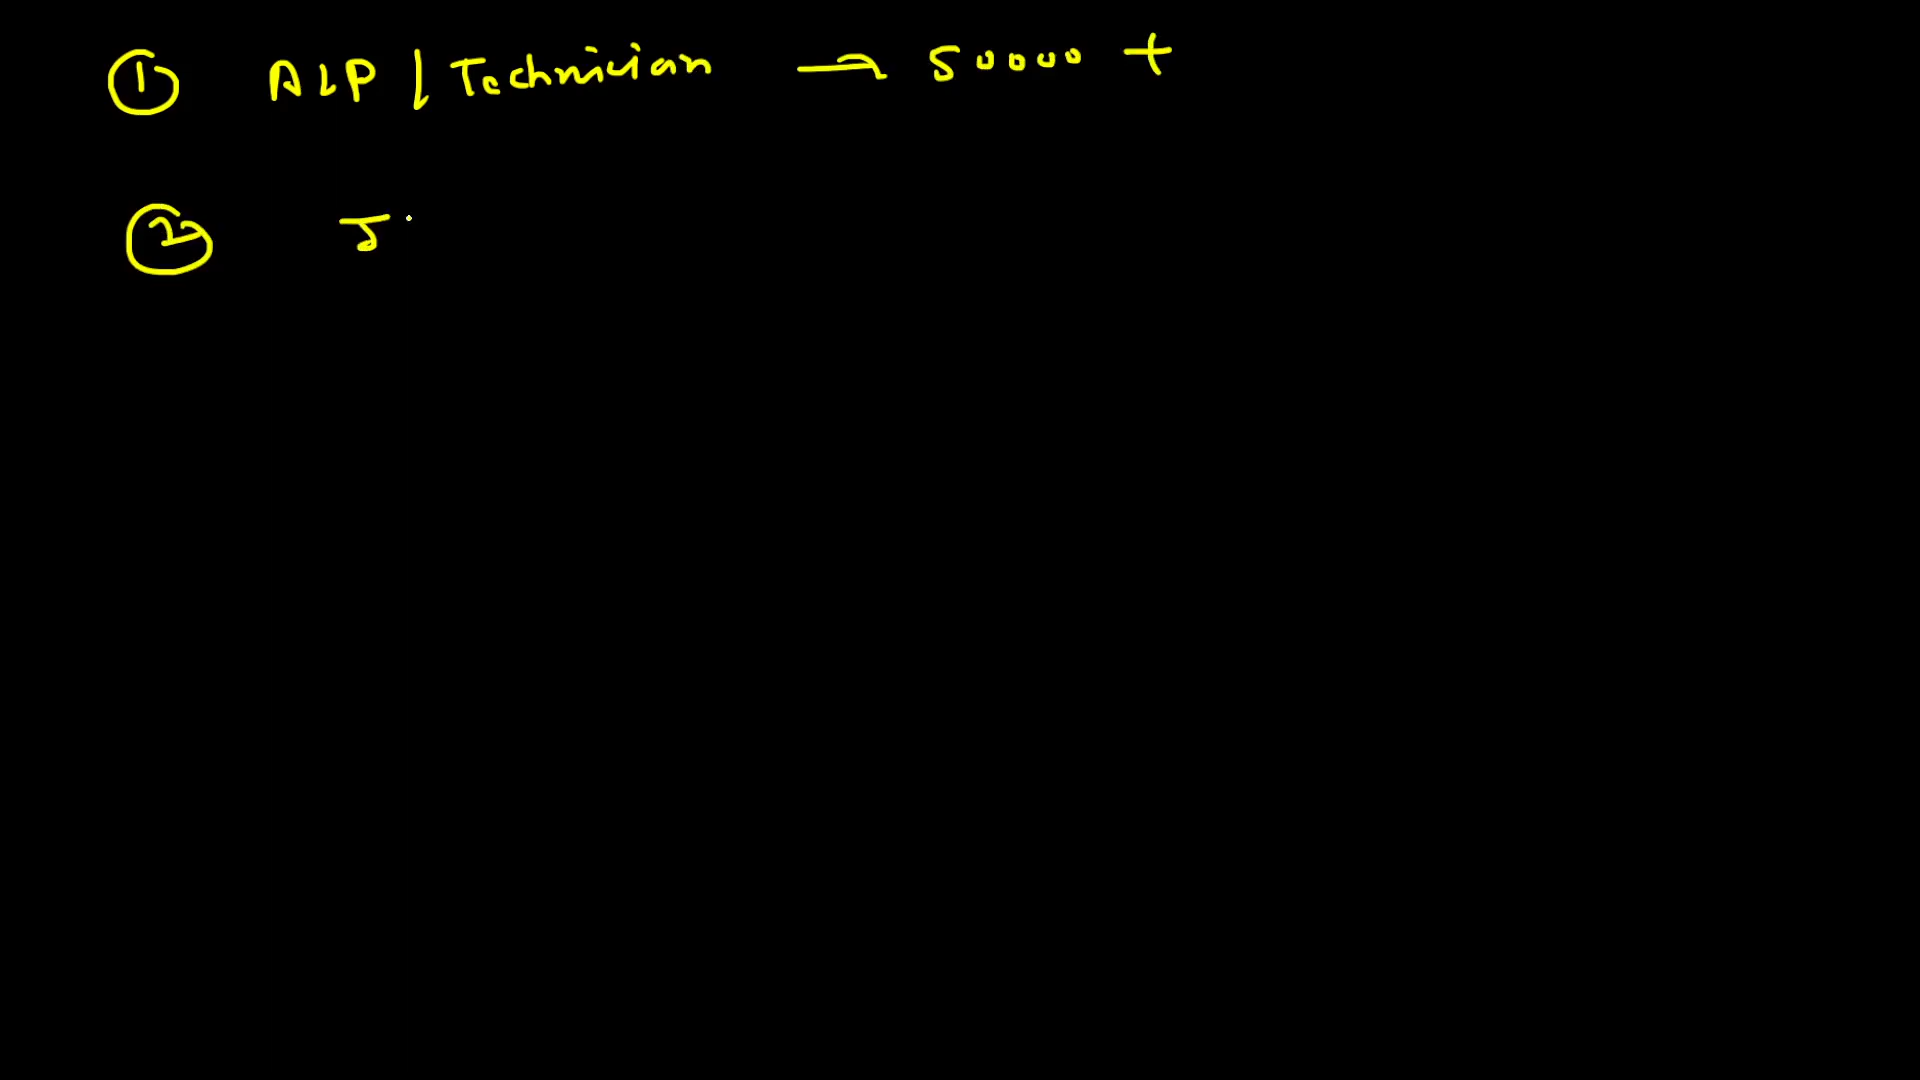 ① ALP | Technician → 50000 +
② J